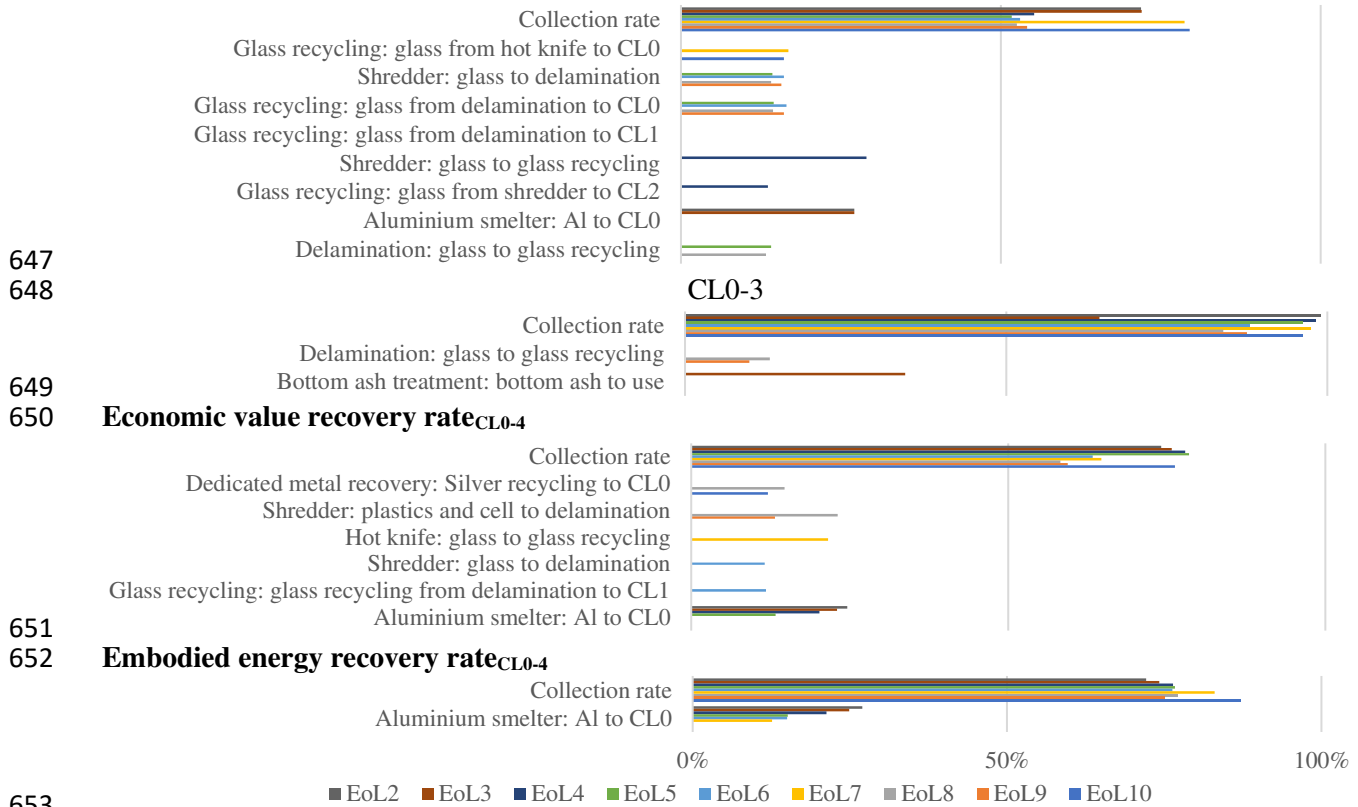 Collection rate
Glass recycling: glass from hot knife to CL0
Shredder: glass to delamination
Glass recycling: glass from delamination to CL0
Glass recycling: glass from delamination to CL1
Shredder: glass to glass recycling
Glass recycling: glass from shredder to CL2
Aluminium smelter: Al to CL0
Delamination: glass to glass recycling
647
648 CL0-3
Collection rate
Delamination: glass to glass recycling
649 Bottom ash treatment: bottom ash to use
650 Economic value recovery rateCL0-4
Collection rate
Dedicated metal recovery: Silver recycling to CL0
Shredder: plastics and cell to delamination
Hot knife: glass to glass recycling
Shredder: glass to delamination
Glass recycling: glass recycling from delamination to CL1
Aluminium smelter: Al to CL0
651
652 Embodied energy recovery rateCL0-4
Collection rate
Aluminium smelter: Al to CL0
0% 50% 100%
EoL2 EoL3 EoL4 EoL5 EoL6 EoL7 EoL8 EoL9 EoL10
653